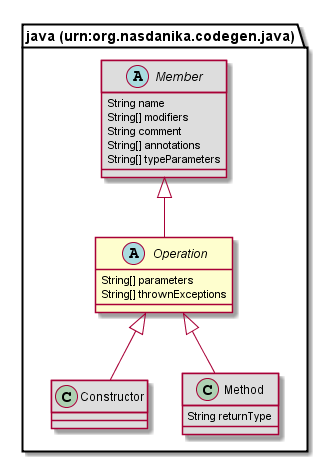 java (urn:org.nasdanika.codegen.java)
A Member
String name
String[] modifiers
String comment
String[] annotations
String[] typeParameters
A Operation
String[] parameters
String[] thrownExceptions
C Constructor
C Method
String returnType